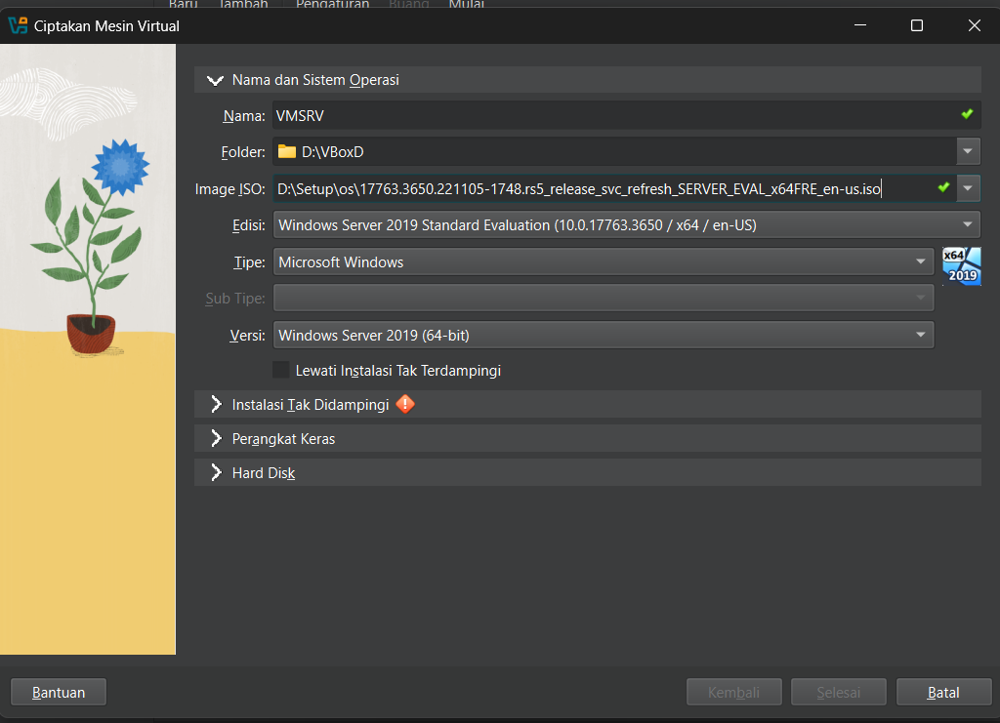 Baru Tambah Pengaturan Buang Mulai
Ciptakan Mesin Virtual
Nama dan Sistem Operasi
Nama: VMSRV
Folder: D:\VBoxD
Image ISO: D:\Setup\os\17763.3650.221105-1748.rs5_release_svc_refresh_SERVER_EVAL_x64FRE_en-us.iso
Edisi: Windows Server 2019 Standard Evaluation (10.0.17763.3650 / x64 / en-US)
Tipe: Microsoft Windows
x64
2019
Sub Tipe:
Versi: Windows Server 2019 (64-bit)
Lewati Instalasi Tak Terdampingi
Instalasi Tak Didampingi
Perangkat Keras
Hard Disk
Bantuan Kembali Selesai Batal